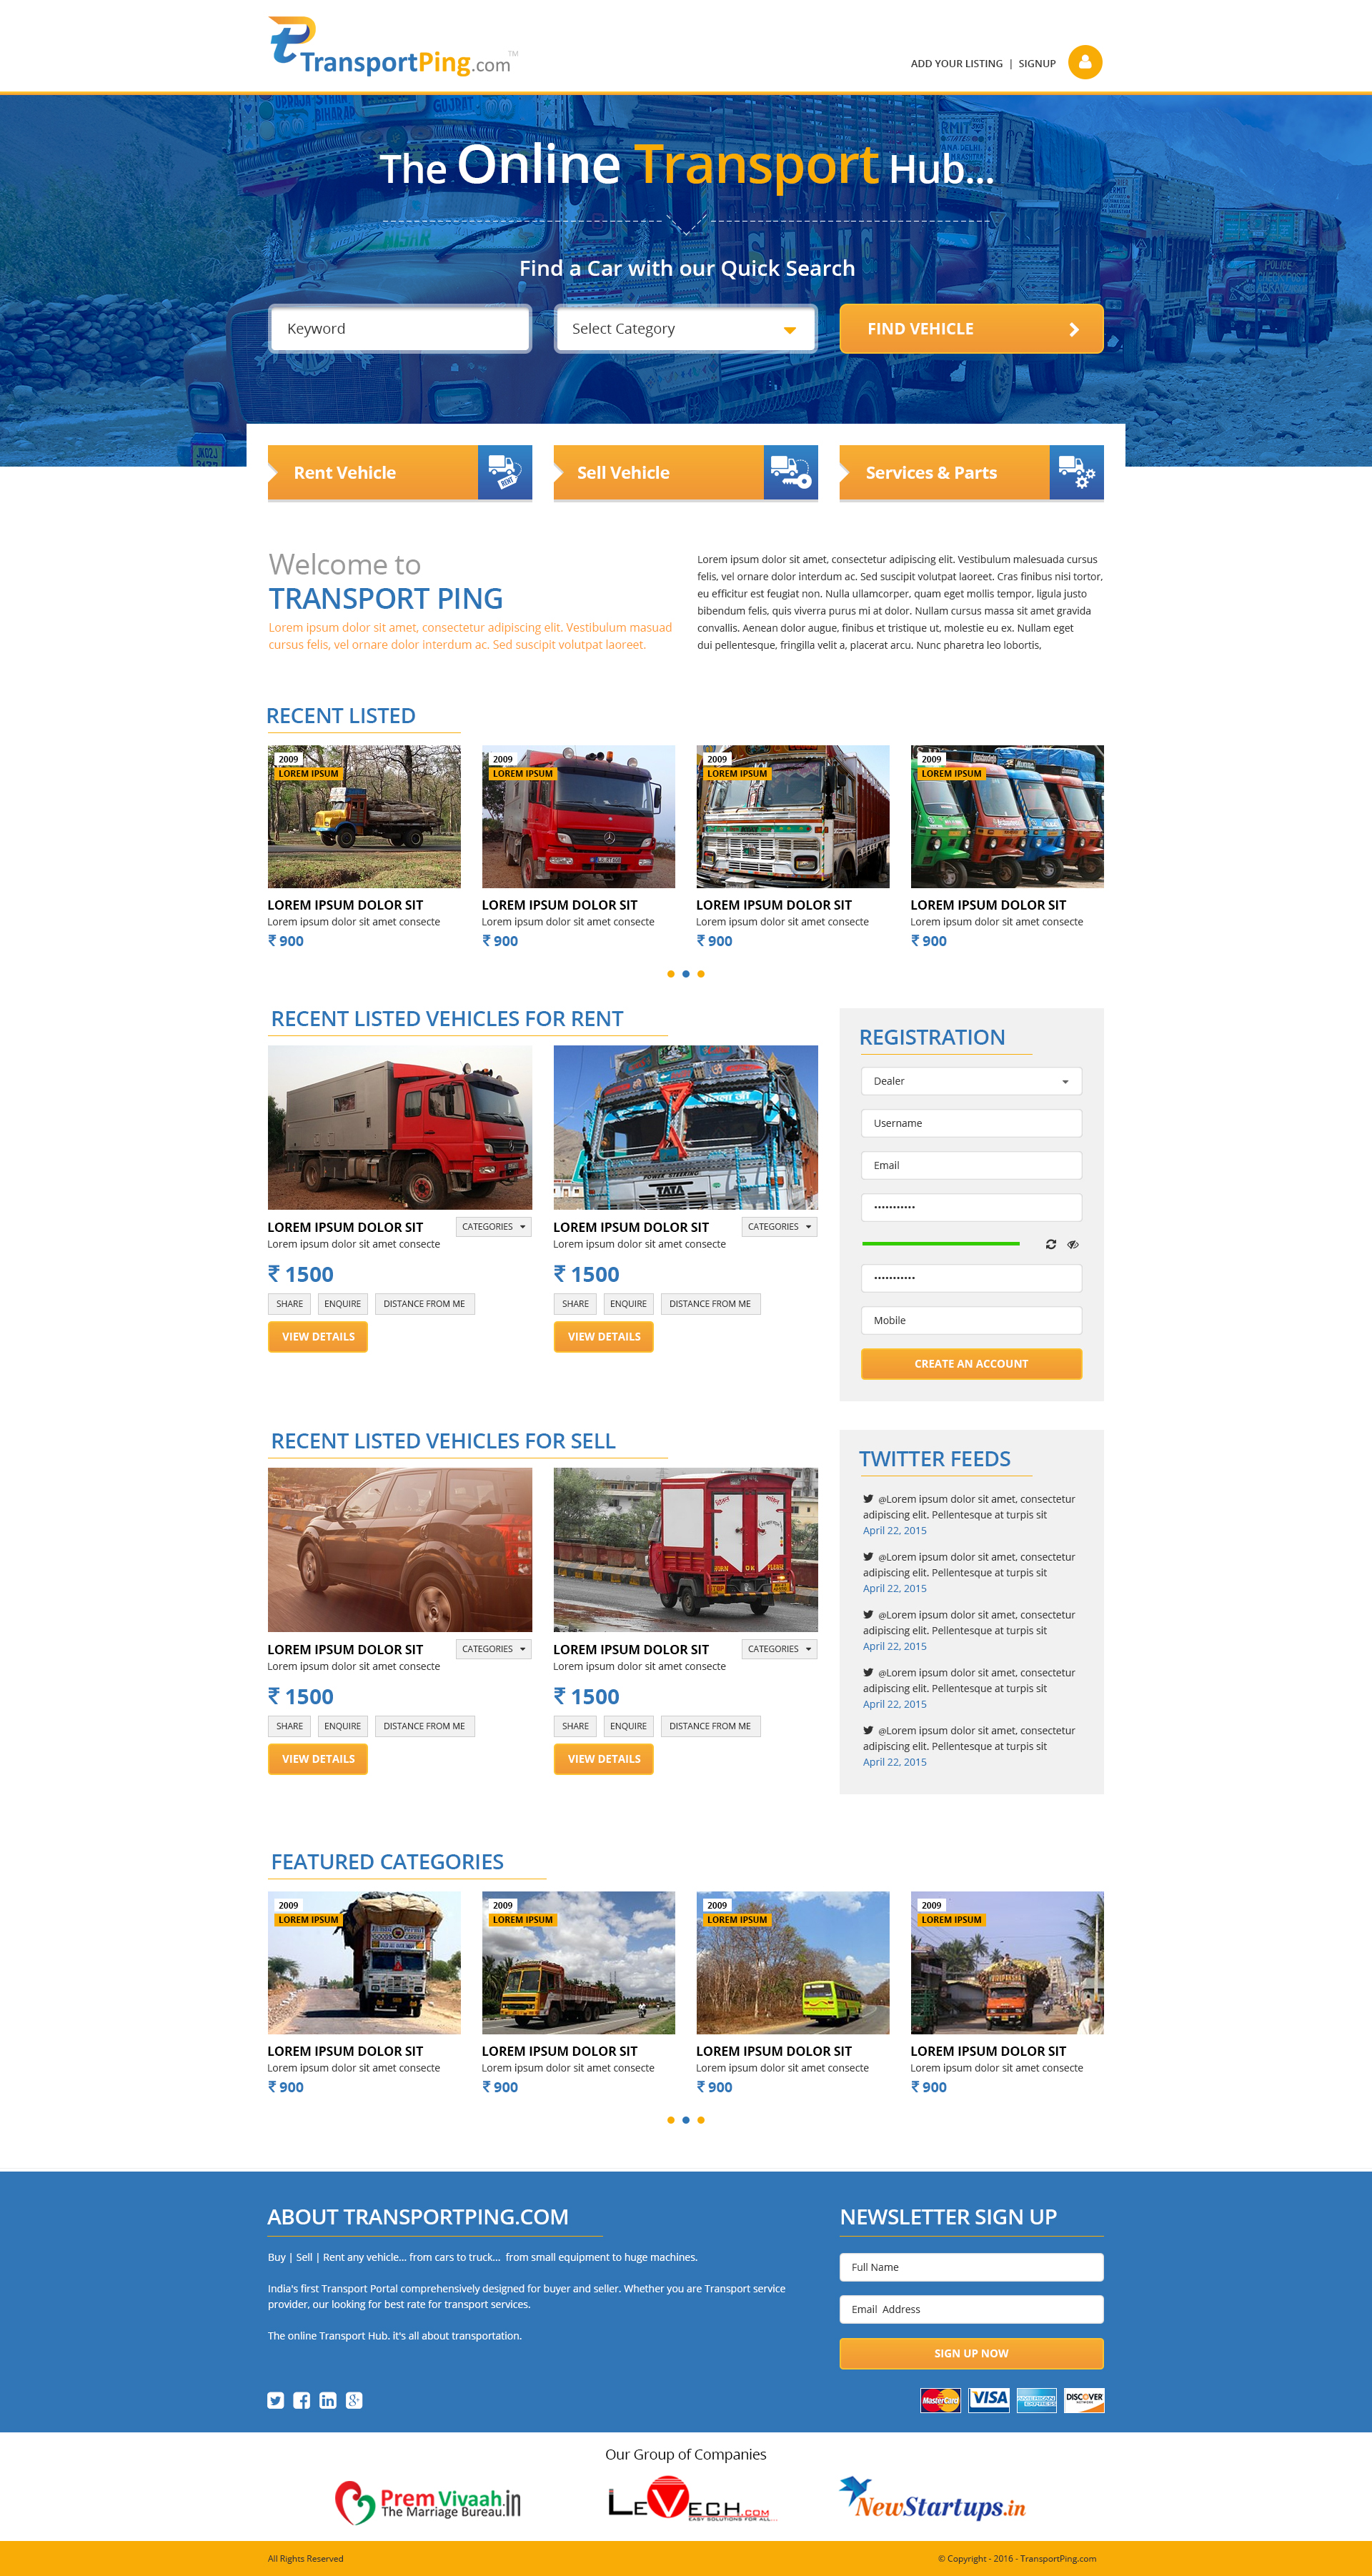 TransportPing.com TM
ADD YOUR LISTING | SIGNUP
The Online Transport Hub...
Find a Car with our Quick Search
Keyword
Select Category
FIND VEHICLE
Rent Vehicle
RENT
Sell Vehicle
Services & Parts
Welcome to
TRANSPORT PING
Lorem ipsum dolor sit amet, consectetur adipiscing elit. Vestibulum masuad
cursus felis, vel ornare dolor interdum ac. Sed suscipit volutpat laoreet.
Lorem ipsum dolor sit amet, consectetur adipiscing elit. Vestibulum malesuada cursus
felis, vel ornare dolor interdum ac. Sed suscipit volutpat laoreet. Cras finibus nisi tortor,
eu efficitur est feugiat non. Nulla ullamcorper, quam eget mollis tempor, ligula justo
bibendum felis, quis viverra purus mi at dolor. Nullam cursus massa sit amet gravida
convallis. Aenean dolor augue, finibus et tristique ut, molestie eu ex. Nullam eget
dui pellentesque, fringilla velit a, placerat arcu. Nunc pharetra leo lobortis,
RECENT LISTED
2009
LOREM IPSUM
2009
LOREM IPSUM
2009
LOREM IPSUM
2009
LOREM IPSUM
LOREM IPSUM DOLOR SIT
Lorem ipsum dolor sit amet consecte
₹ 900
LOREM IPSUM DOLOR SIT
Lorem ipsum dolor sit amet consecte
₹ 900
LOREM IPSUM DOLOR SIT
Lorem ipsum dolor sit amet consecte
₹ 900
LOREM IPSUM DOLOR SIT
Lorem ipsum dolor sit amet consecte
₹ 900
RECENT LISTED VEHICLES FOR RENT
POWER STEERING
TATA
LOREM IPSUM DOLOR SIT
CATEGORIES
Lorem ipsum dolor sit amet consecte
₹ 1500
SHARE ENQUIRE DISTANCE FROM ME
VIEW DETAILS
LOREM IPSUM DOLOR SIT
CATEGORIES
Lorem ipsum dolor sit amet consecte
₹ 1500
SHARE ENQUIRE DISTANCE FROM ME
VIEW DETAILS
REGISTRATION
Dealer
Username
Email
Mobile
CREATE AN ACCOUNT
RECENT LISTED VEHICLES FOR SELL
HORN OK PLEASE
LOREM IPSUM DOLOR SIT
CATEGORIES
Lorem ipsum dolor sit amet consecte
₹ 1500
SHARE ENQUIRE DISTANCE FROM ME
VIEW DETAILS
LOREM IPSUM DOLOR SIT
CATEGORIES
Lorem ipsum dolor sit amet consecte
₹ 1500
SHARE ENQUIRE DISTANCE FROM ME
VIEW DETAILS
TWITTER FEEDS
@Lorem ipsum dolor sit amet, consectetur
adipiscing elit. Pellentesque at turpis sit
April 22, 2015
@Lorem ipsum dolor sit amet, consectetur
adipiscing elit. Pellentesque at turpis sit
April 22, 2015
@Lorem ipsum dolor sit amet, consectetur
adipiscing elit. Pellentesque at turpis sit
April 22, 2015
@Lorem ipsum dolor sit amet, consectetur
adipiscing elit. Pellentesque at turpis sit
April 22, 2015
@Lorem ipsum dolor sit amet, consectetur
adipiscing elit. Pellentesque at turpis sit
April 22, 2015
FEATURED CATEGORIES
2009
LOREM IPSUM
2009
LOREM IPSUM
2009
LOREM IPSUM
2009
LOREM IPSUM
LOREM IPSUM DOLOR SIT
Lorem ipsum dolor sit amet consecte
₹ 900
LOREM IPSUM DOLOR SIT
Lorem ipsum dolor sit amet consecte
₹ 900
LOREM IPSUM DOLOR SIT
Lorem ipsum dolor sit amet consecte
₹ 900
LOREM IPSUM DOLOR SIT
Lorem ipsum dolor sit amet consecte
₹ 900
ABOUT TRANSPORTPING.COM
Buy | Sell | Rent any vehicle... from cars to truck... from small equipment to huge machines.
India's first Transport Portal comprehensively designed for buyer and seller. Whether you are Transport service
provider, our looking for best rate for transport services.
The online Transport Hub. it's all about transportation.
NEWSLETTER SIGN UP
Full Name
Email Address
SIGN UP NOW
MasterCard VISA AMERICAN EXPRESS DISCOVER NETWORK
Our Group of Companies
Prem Vivaah.in
The Marriage Bureau.
LEVECH.COM
EASY SOLUTIONS FOR ALL...
NewStartups.in
All Rights Reserved
© Copyright - 2016 - TransportPing.com